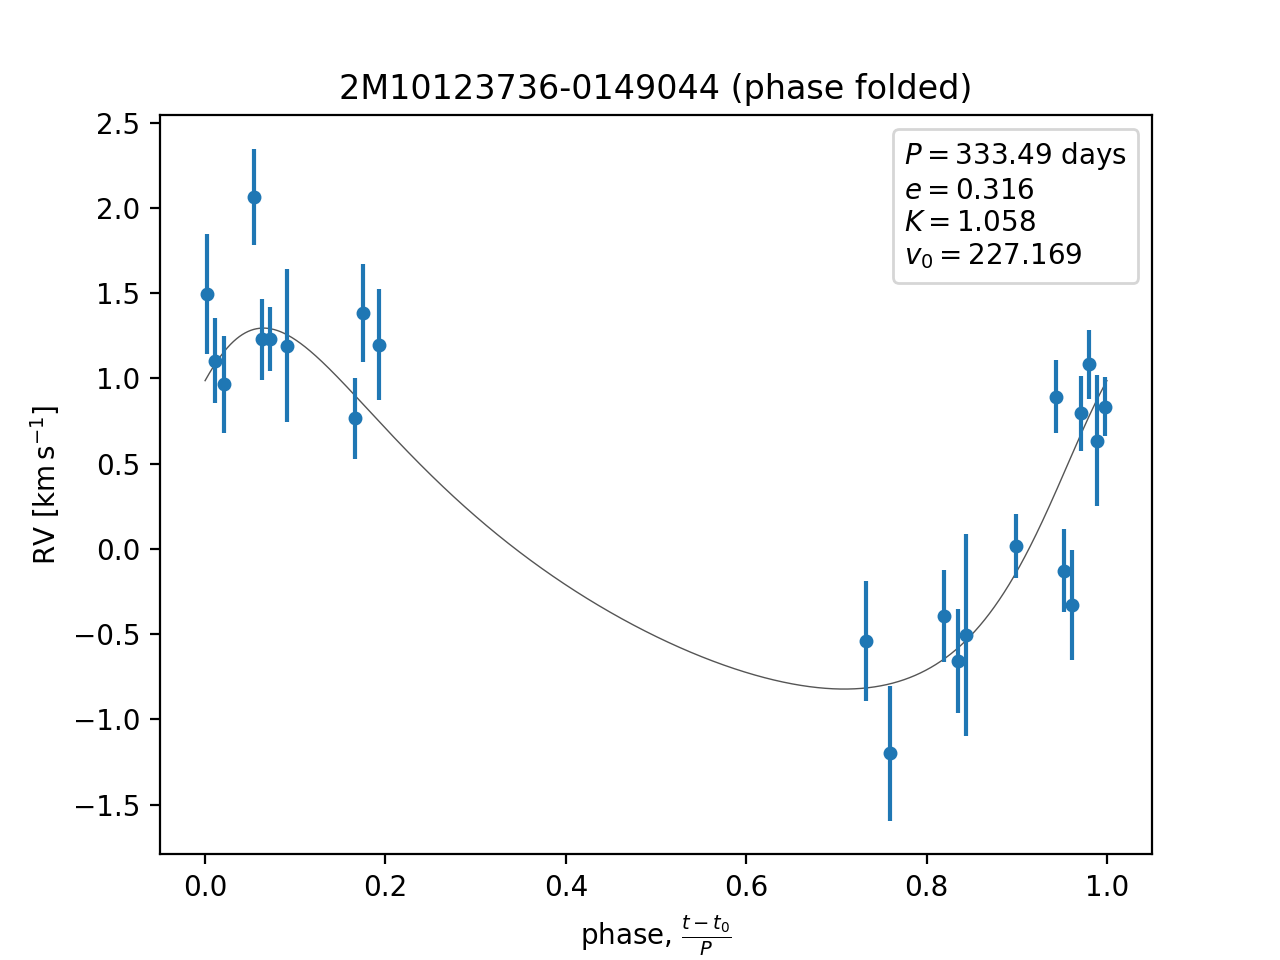 2M10123736-0149044 (phase folded)
P = 333.49 days
e = 0.316
K = 1.058
v₀ = 227.169
RV [km s⁻¹]
2.5
2.0
1.5
1.0
0.5
0.0
−0.5
−1.0
−1.5
0.0 0.2 0.4 0.6 0.8 1.0
phase, (t − t₀)/P